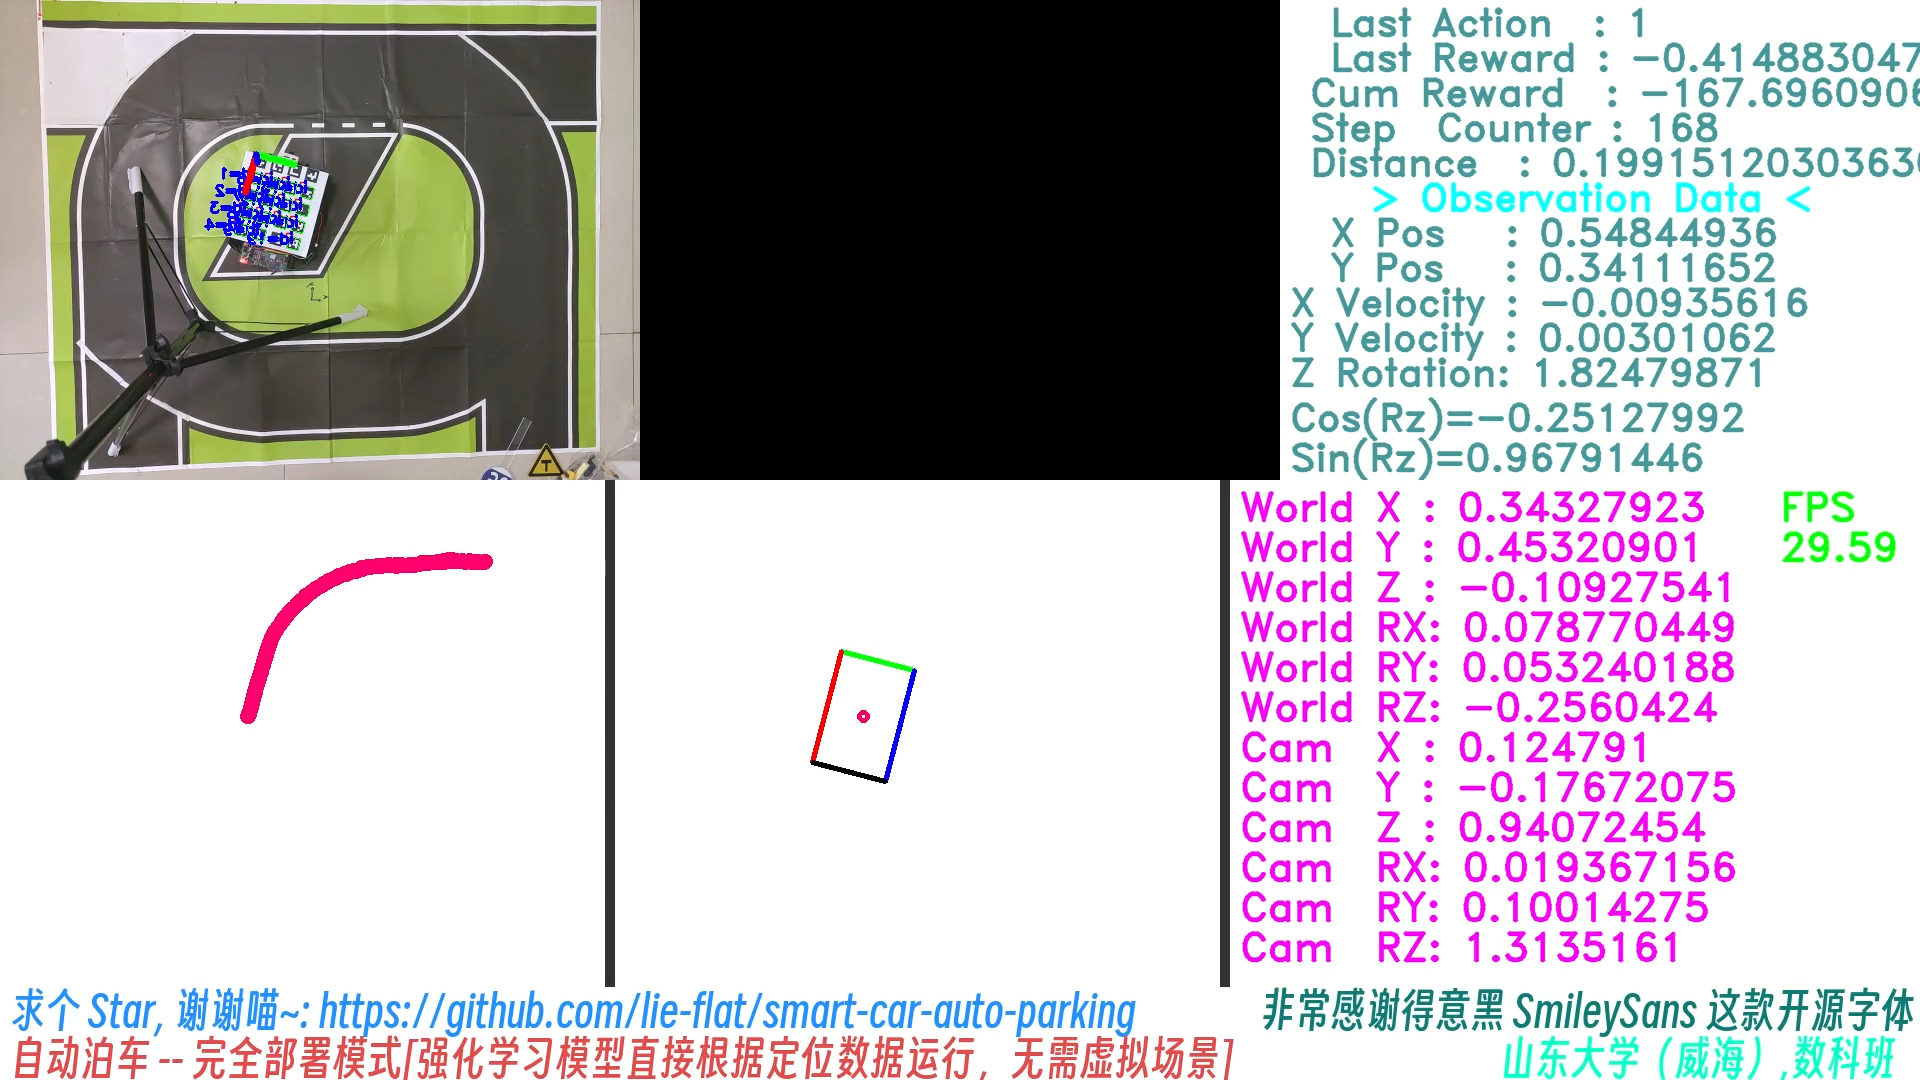 Last Action : 1
Last Reward : -0.414883047
Cum Reward : -167.6960906
Step Counter : 168
Distance : 0.1991512030363
> Observation Data <
X Pos : 0.54844936
Y Pos : 0.34111652
X Velocity : -0.00935616
Y Velocity : 0.00301062
Z Rotation: 1.82479871
Cos(Rz)=-0.25127992
Sin(Rz)=0.96791446
World X : 0.34327923
FPS
World Y : 0.45320901
29.59
World Z : -0.10927541
World RX: 0.078770449
World RY: 0.053240188
World RZ: -0.2560424
Cam X : 0.124791
Cam Y : -0.17672075
Cam Z : 0.94072454
Cam RX: 0.019367156
Cam RY: 0.10014275
Cam RZ: 1.3135161
求个 Star, 谢谢喵~: https://github.com/lie-flat/smart-car-auto-parking
非常感谢得意黑 SmileySans 这款开源字体
自动泊车 -- 完全部署模式[强化学习模型直接根据定位数据运行，无需虚拟场景]
山东大学（威海）,数科班